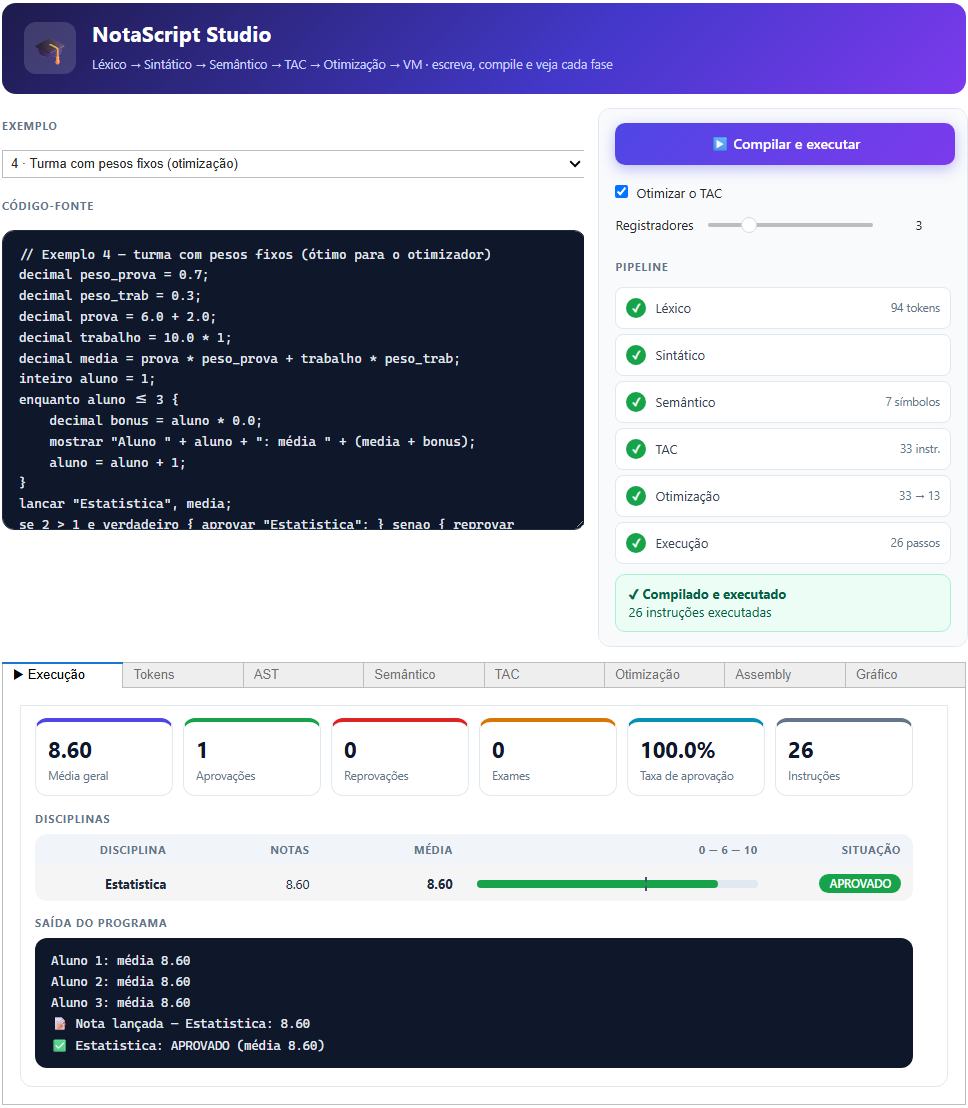 NotaScript Studio
Léxico → Sintático → Semântico → TAC → Otimização → VM · escreva, compile e veja cada fase
EXEMPLO
4 · Turma com pesos fixos (otimização)
CÓDIGO-FONTE
// Exemplo 4 — turma com pesos fixos (ótimo para o otimizador)
decimal peso_prova = 0.7;
decimal peso_trab = 0.3;
decimal prova = 6.0 + 2.0;
decimal trabalho = 10.0 * 1;
decimal media = prova * peso_prova + trabalho * peso_trab;
inteiro aluno = 1;
enquanto aluno <= 3 {
decimal bonus = aluno * 0.0;
mostrar "Aluno " + aluno + ": média " + (media + bonus);
aluno = aluno + 1;
}
lancar "Estatistica", media;
se 2 > 1 e verdadeiro { aprovar "Estatistica"; } senao { reprovar
Compilar e executar
Otimizar o TAC
Registradores 3
PIPELINE
Léxico 94 tokens
Sintático
Semântico 7 símbolos
TAC 33 instr.
Otimização 33 → 13
Execução 26 passos
✓ Compilado e executado
26 instruções executadas
▶ Execução Tokens AST Semântico TAC Otimização Assembly Gráfico
8.60 1 0 0 100.0% 26
Média geral Aprovações Reprovações Exames Taxa de aprovação Instruções
DISCIPLINAS
DISCIPLINA NOTAS MÉDIA 0 — 6 — 10 SITUAÇÃO
Estatistica 8.60 8.60 APROVADO
SAÍDA DO PROGRAMA
Aluno 1: média 8.60
Aluno 2: média 8.60
Aluno 3: média 8.60
📝 Nota lançada — Estatistica: 8.60
✅ Estatistica: APROVADO (média 8.60)